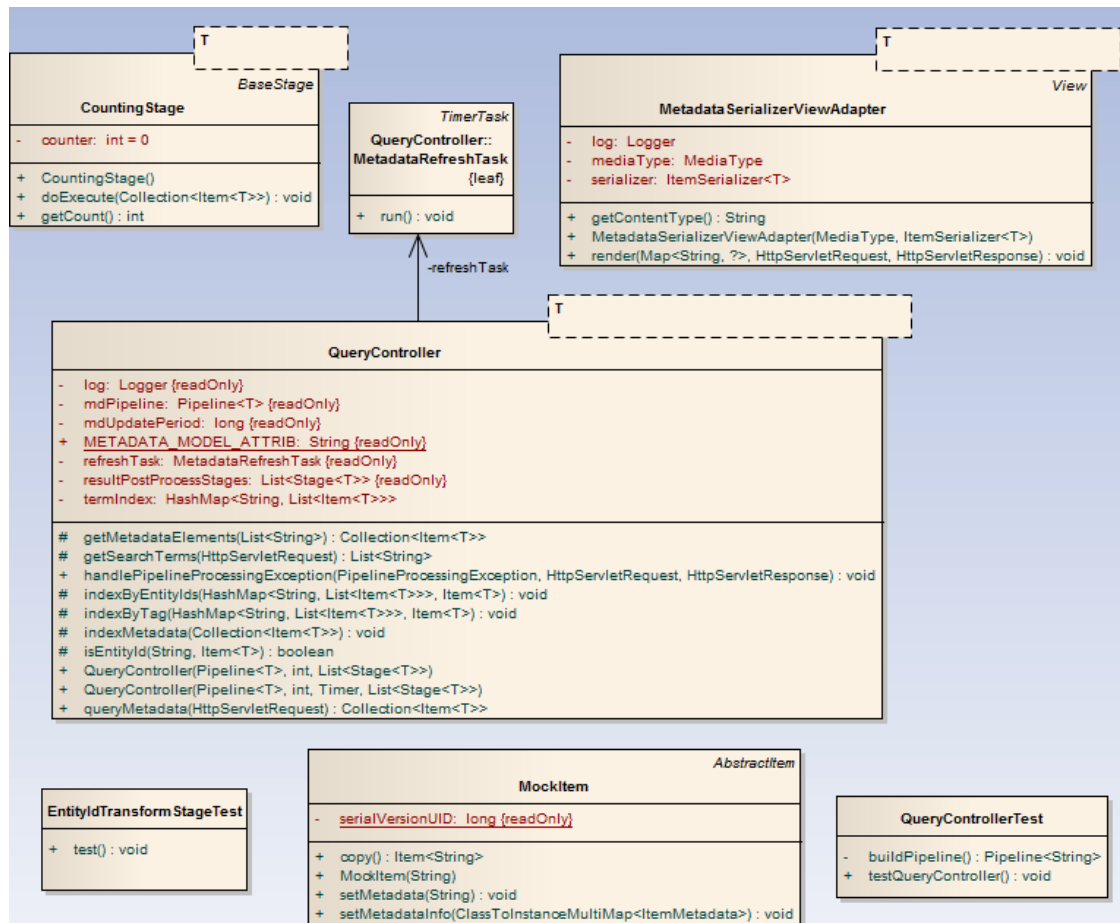 T
BaseStage
CountingStage
- counter: int = 0
+ CountingStage()
+ doExecute(Collection<Item<T>>) : void
+ getCount() : int
TimerTask
QueryController::
MetadataRefreshTask
{leaf}
+ run() : void
-refreshTask
T
View
MetadataSerializerViewAdapter
- log: Logger
- mediaType: MediaType
- serializer: ItemSerializer<T>
+ getContentType() : String
+ MetadataSerializerViewAdapter(MediaType, ItemSerializer<T>)
+ render(Map<String, ?>, HttpServletRequest, HttpServletResponse) : void
T
QueryController
- log: Logger {readOnly}
- mdPipeline: Pipeline<T> {readOnly}
- mdUpdatePeriod: long {readOnly}
+ METADATA_MODEL_ATTRIB: String {readOnly}
- refreshTask: MetadataRefreshTask {readOnly}
- resultPostProcessStages: List<Stage<T>> {readOnly}
- termIndex: HashMap<String, List<Item<T>>>
# getMetadataElements(List<String>) : Collection<Item<T>>
# getSearchTerms(HttpServletRequest) : List<String>
+ handlePipelineProcessingException(PipelineProcessingException, HttpServletRequest, HttpServletResponse) : void
# indexByEntityIds(HashMap<String, List<Item<T>>>, Item<T>) : void
# indexByTag(HashMap<String, List<Item<T>>>, Item<T>) : void
# indexMetadata(Collection<Item<T>>) : void
# isEntityId(String, Item<T>) : boolean
+ QueryController(Pipeline<T>, int, List<Stage<T>>)
+ QueryController(Pipeline<T>, int, Timer, List<Stage<T>>)
+ queryMetadata(HttpServletRequest) : Collection<Item<T>>
EntityIdTransformStageTest
+ test() : void
AbstractItem
MockItem
- serialVersionUID: long {readOnly}
+ copy() : Item<String>
+ MockItem(String)
+ setMetadata(String) : void
+ setMetadataInfo(ClassToInstanceMultiMap<ItemMetadata>) : void
QueryControllerTest
- buildPipeline() : Pipeline<String>
+ testQueryController() : void